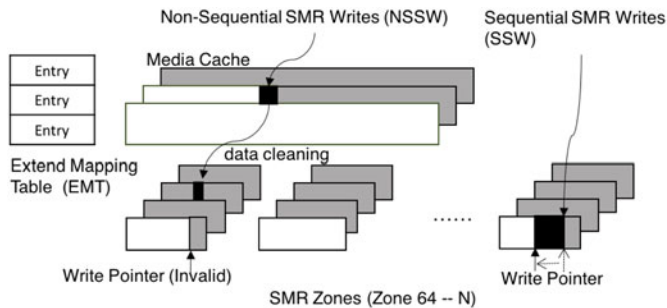 Non-Sequential SMR Writes (NSSW)
Sequential SMR Writes
(SSW)
Media Cache
Entry
Entry
Entry
Extend Mapping
Table (EMT)
data cleaning
......
Write Pointer (Invalid)
Write Pointer
SMR Zones (Zone 64 -- N)